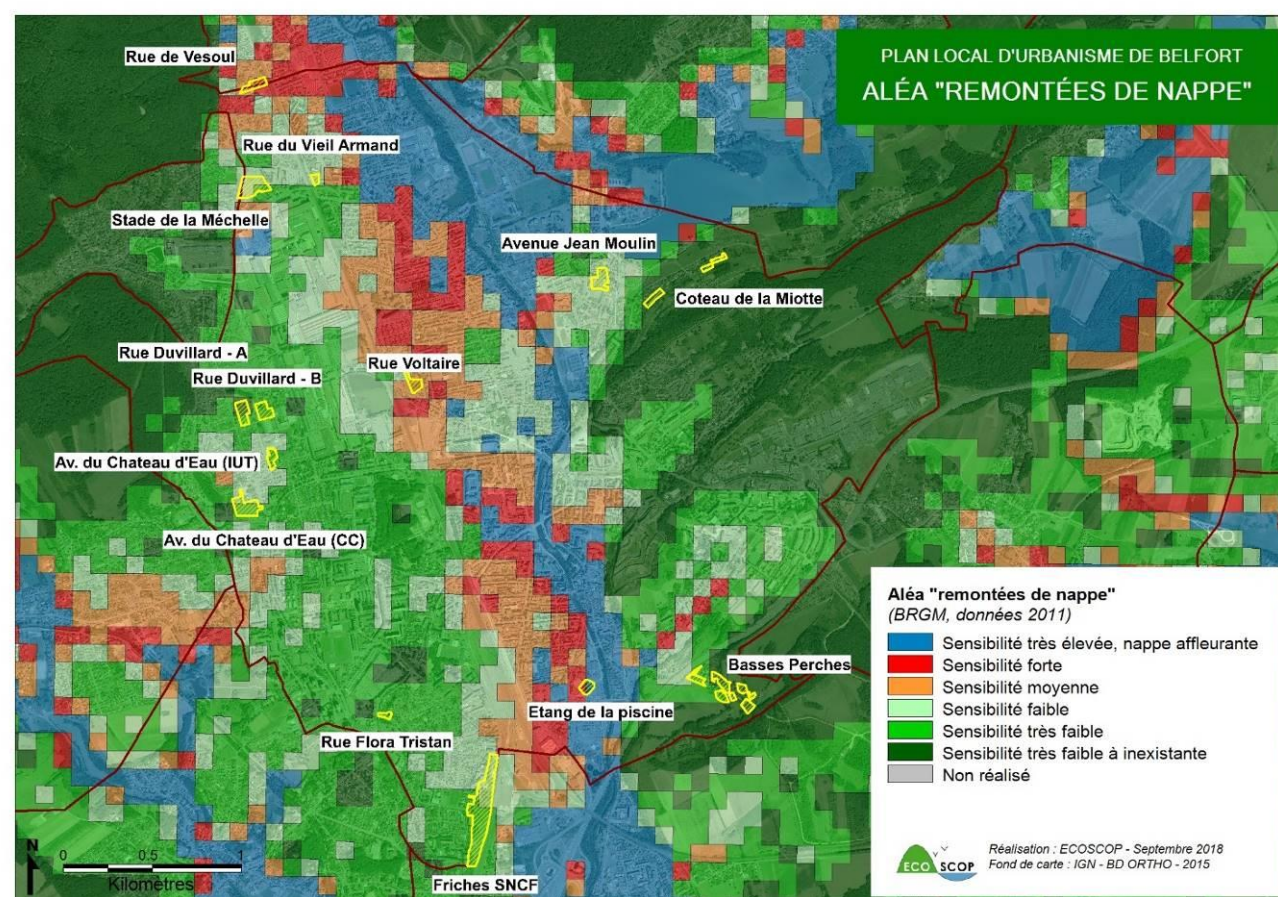 PLAN LOCAL D'URBANISME DE BELFORT
ALÉA "REMONTÉES DE NAPPE"
Rue de Vesoul
Rue du Vieil Armand
Stade de la Méchelle
Avenue Jean Moulin
Coteau de la Miotte
Rue Duvillard - A
Rue Voltaire
Rue Duvillard - B
Av. du Chateau d'Eau (IUT)
Av. du Chateau d'Eau (CC)
Basses Perches
Etang de la piscine
Rue Flora Tristan
Friches SNCF
Aléa "remontées de nappe"
(BRGM, données 2011)
Sensibilité très élevée, nappe affleurante
Sensibilité forte
Sensibilité moyenne
Sensibilité faible
Sensibilité très faible
Sensibilité très faible à inexistante
Non réalisé
N
0 0.5 1
Kilomètres
ECO SCOP
Réalisation : ECOSCOP - Septembre 2018
Fond de carte : IGN - BD ORTHO - 2015